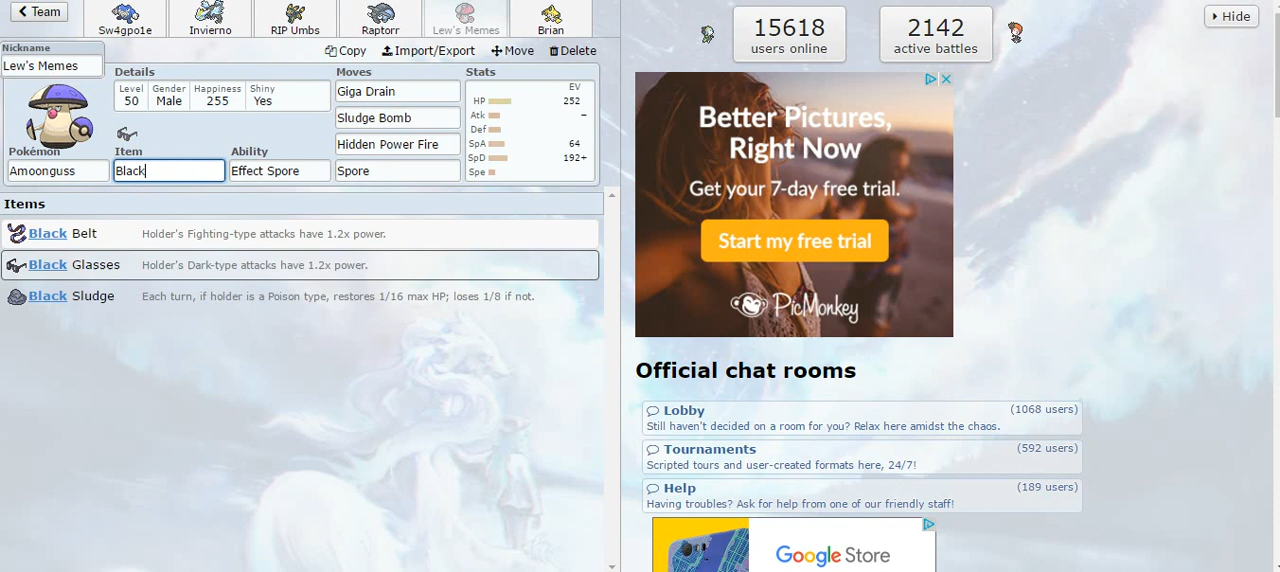 Team
Sw4gpo1e
Invierno
RIP Umbs
Raptorr
Lew's Memes
Brian
Copy
Import/Export
Move
Delete
Nickname
Lew's Memes
Details
Level
50
Gender
Male
Happiness
255
Shiny
Yes
Pokémon
Amoonguss
Item
Black
Ability
Effect Spore
Moves
Giga Drain
Sludge Bomb
Hidden Power Fire
Spore
Stats
EV
HP 252
Atk –
Def
SpA 64
SpD 192+
Spe
Items
Black Belt Holder's Fighting-type attacks have 1.2x power.
Black Glasses Holder's Dark-type attacks have 1.2x power.
Black Sludge Each turn, if holder is a Poison type, restores 1/16 max HP; loses 1/8 if not.
15618
users online
2142
active battles
Hide
Better Pictures,
Right Now
Get your 7-day free trial.
Start my free trial
PicMonkey
Official chat rooms
Lobby (1068 users)
Still haven't decided on a room for you? Relax here amidst the chaos.
Tournaments (592 users)
Scripted tours and user-created formats here, 24/7!
Help (189 users)
Having troubles? Ask for help from one of our friendly staff!
Google Store